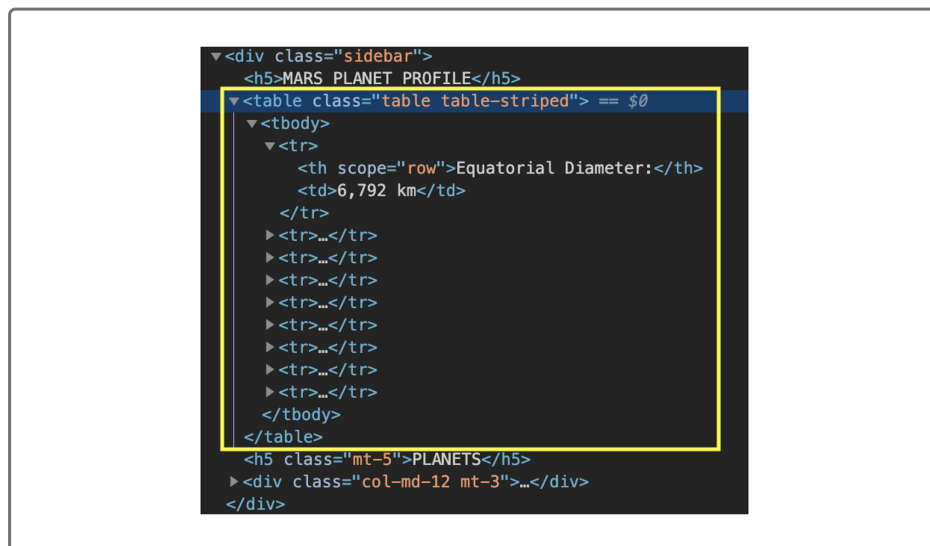 <div class="sidebar">
<h5>MARS PLANET PROFILE</h5>
<table class="table table-striped"> == $0
<tbody>
<tr>
<th scope="row">Equatorial Diameter:</th>
<td>6,792 km</td>
</tr>
<tr>…</tr>
<tr>…</tr>
<tr>…</tr>
<tr>…</tr>
<tr>…</tr>
<tr>…</tr>
<tr>…</tr>
<tr>…</tr>
</tbody>
</table>
<h5 class="mt-5">PLANETS</h5>
<div class="col-md-12 mt-3">…</div>
</div>